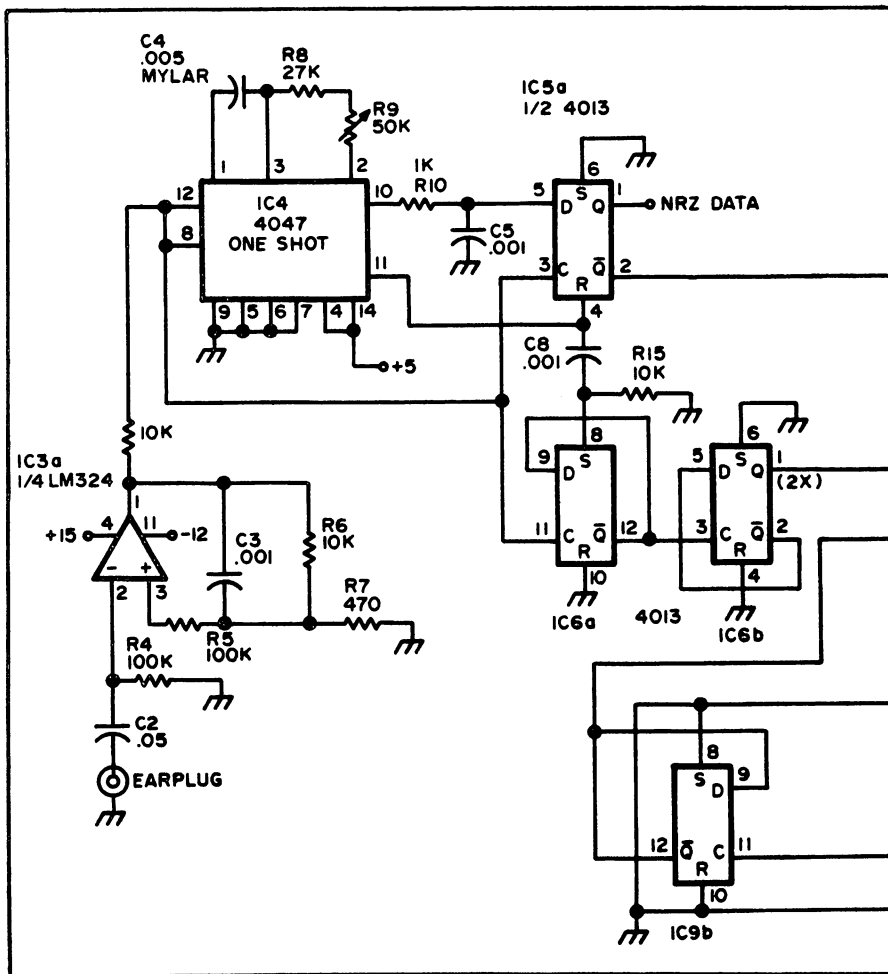 C4
.005
MYLAR
R8
27K
R9
50K
1
3
2
12
8
IC4
4047
ONE SHOT
10
11
9
5
6
7
4
14
+5
1K
R10
C5
.001
IC5a
1/2 4013
6
5
S
D
Q
1
NRZ DATA
3
C
Q̅
2
R
4
C8
.001
R15
10K
8
9
S
D
11
C
Q̅
12
R
10
IC6a
4013
6
5
S
D
Q
1
(2X)
3
C
Q̅
2
R
4
IC6b
10K
IC3a
1/4 LM324
1
+15
4
11
-12
-
+
2
3
C3
.001
R6
10K
R7
470
R5
100K
R4
100K
C2
.05
EARPLUG
8
S
D
9
12
Q̅
C
11
R
10
IC9b